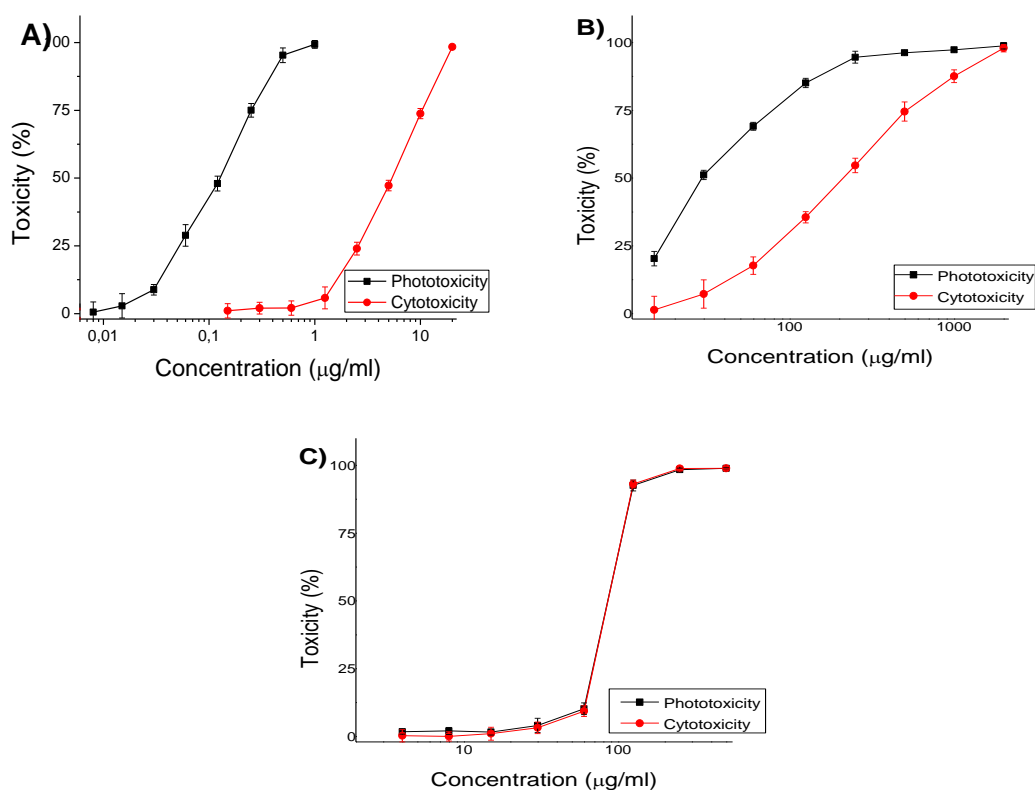 A)
100
75
50
25
0
Toxicity (%)
Phototoxicity
Cytotoxicity
0,01
0,1
1
10
Concentration (μg/ml)
B)
100
75
50
25
0
Toxicity (%)
Phototoxicity
Cytotoxicity
100
1000
Concentration (μg/ml)
C)
100
75
50
25
0
Toxicity (%)
Phototoxicity
Cytotoxicity
10
100
Concentration (μg/ml)